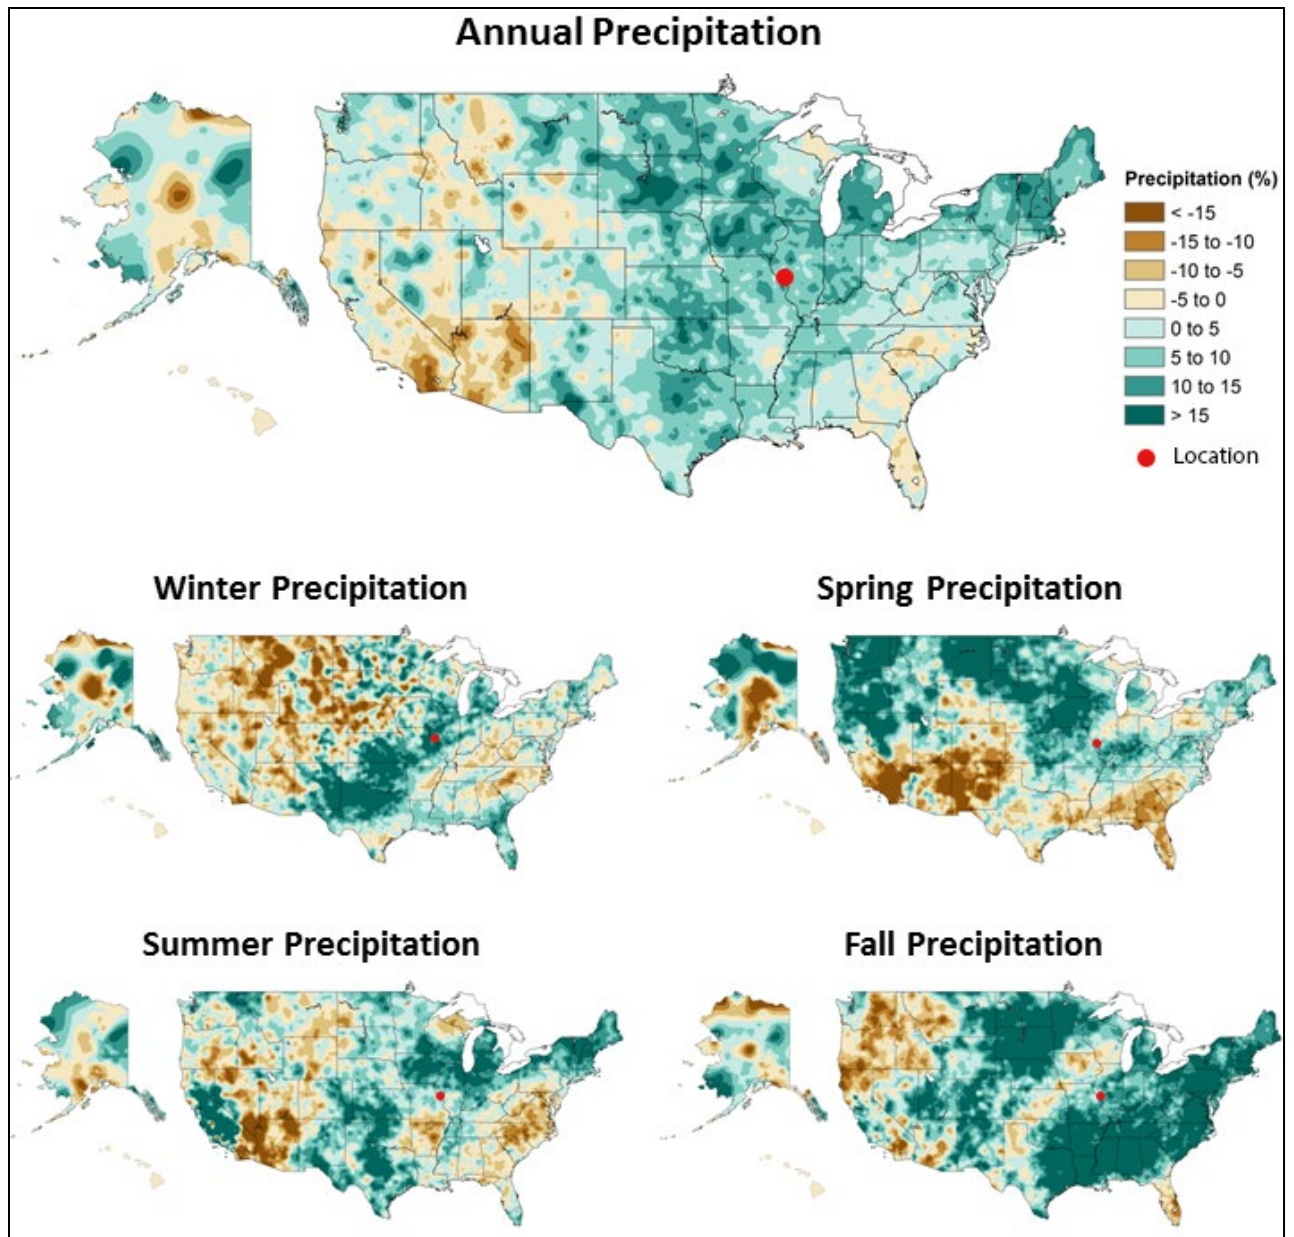 Annual Precipitation
Precipitation (%)
< -15
-15 to -10
-10 to -5
-5 to 0
0 to 5
5 to 10
10 to 15
> 15
Location
Winter Precipitation
Spring Precipitation
Summer Precipitation
Fall Precipitation